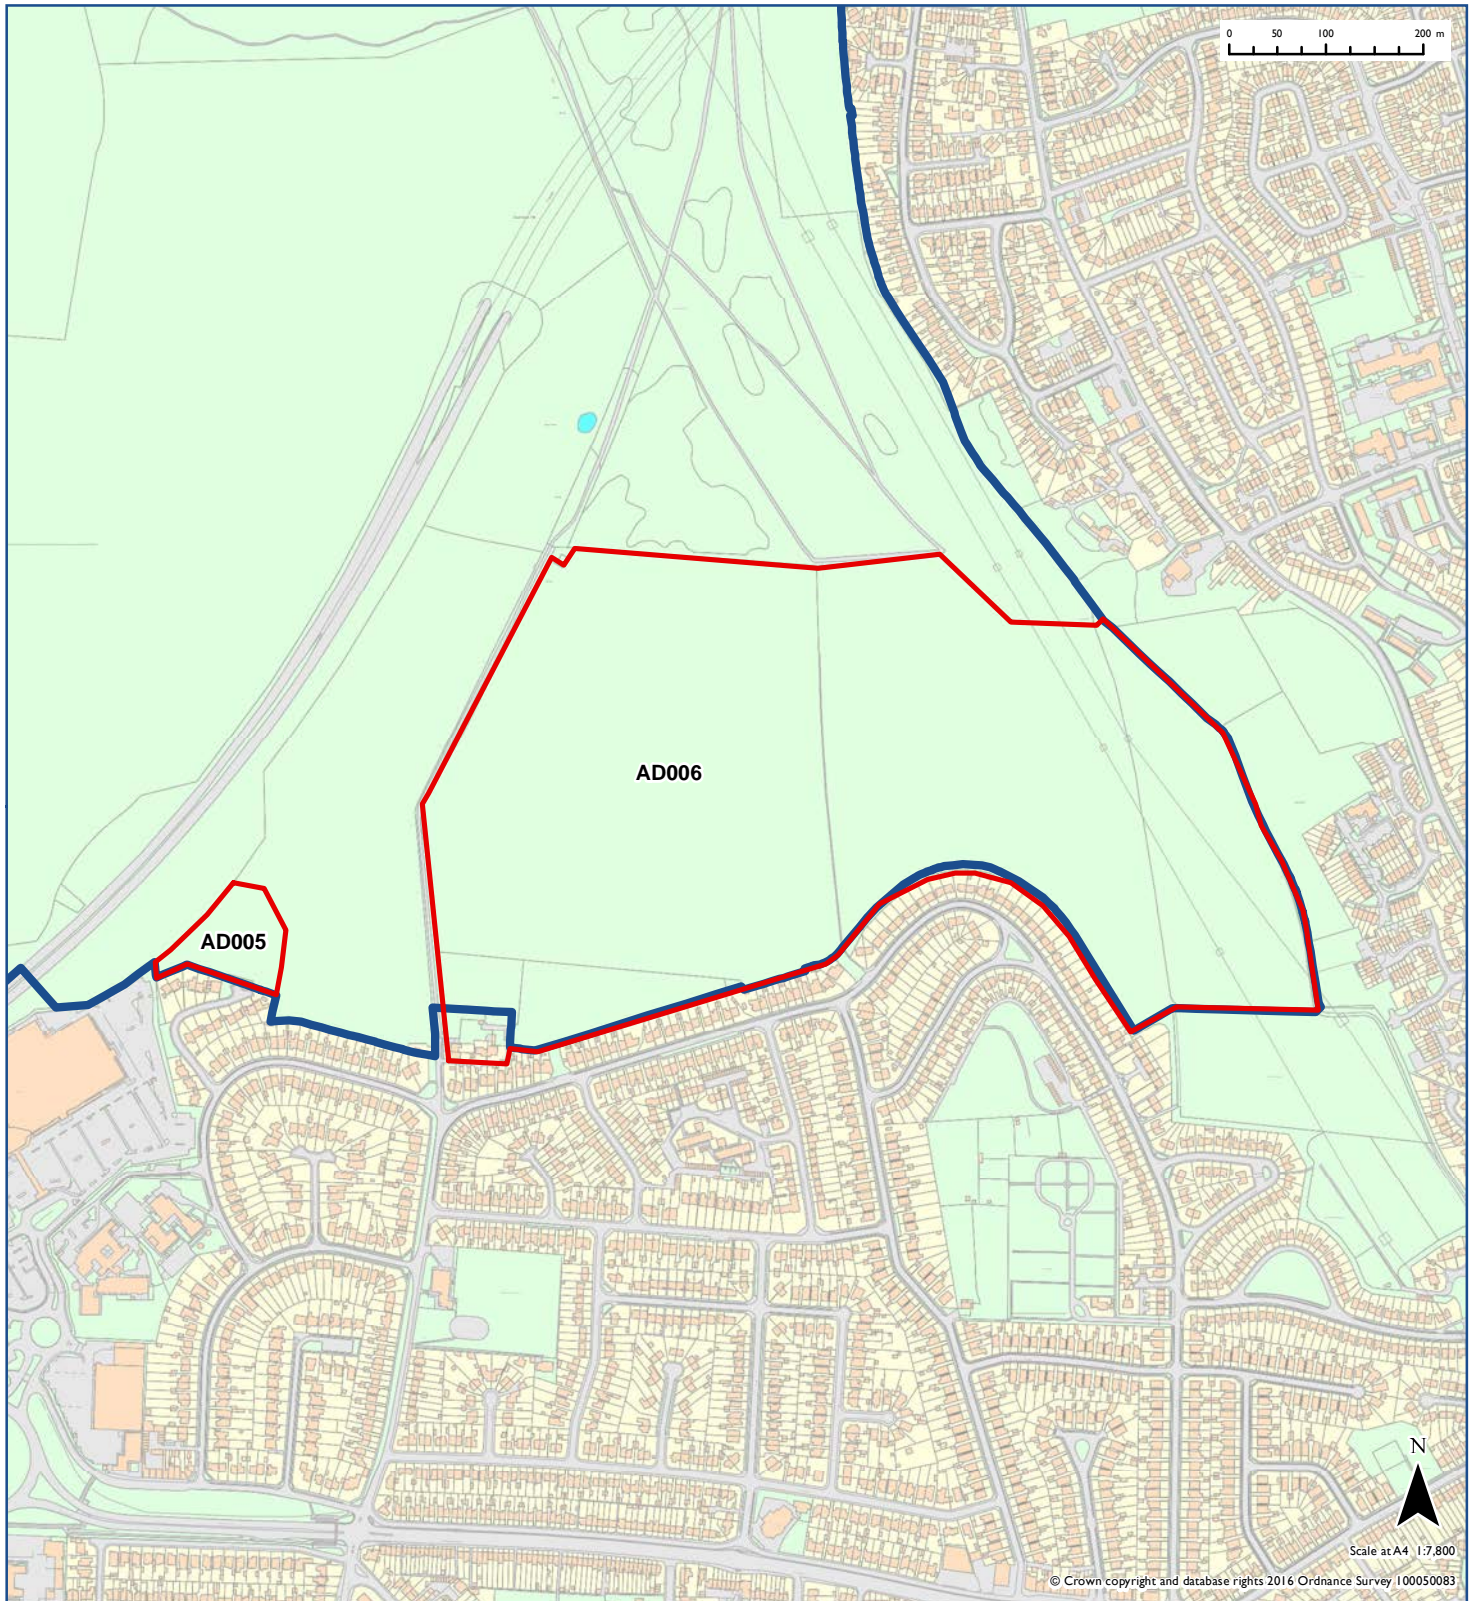 0 50 100 200 m
AD006
AD005
N
Scale at A4 1:7,800
© Crown copyright and database rights 2016 Ordnance Survey 100050083